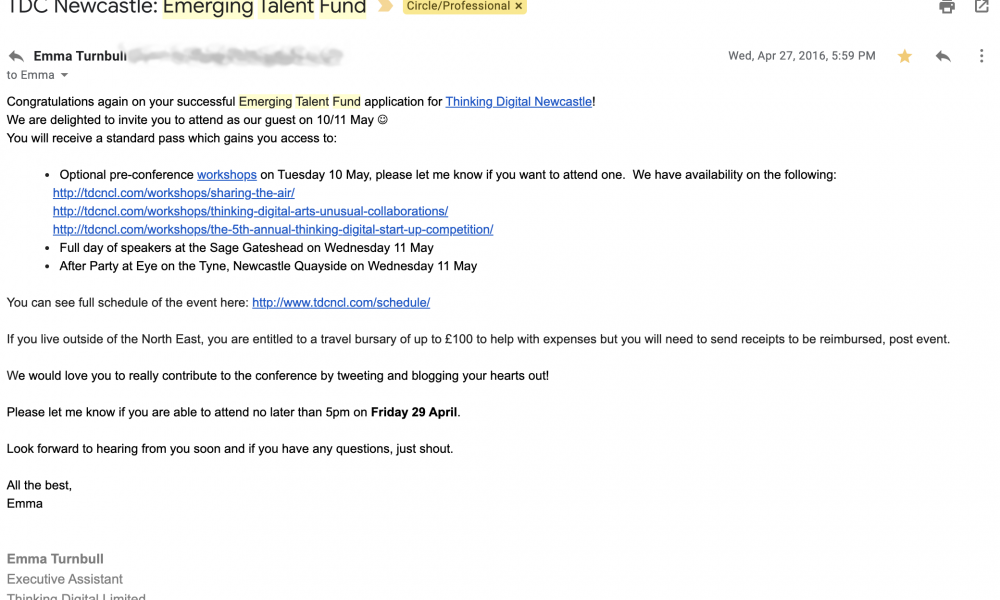 TDC Newcastle: Emerging Talent Fund Circle/Professional ×
Emma Turnbull Wed, Apr 27, 2016, 5:59 PM
to Emma
Congratulations again on your successful Emerging Talent Fund application for Thinking Digital Newcastle!
We are delighted to invite you to attend as our guest on 10/11 May ☺
You will receive a standard pass which gains you access to:
• Optional pre-conference workshops on Tuesday 10 May, please let me know if you want to attend one.  We have availability on the following:
http://tdcncl.com/workshops/sharing-the-air/
http://tdcncl.com/workshops/thinking-digital-arts-unusual-collaborations/
http://tdcncl.com/workshops/the-5th-annual-thinking-digital-start-up-competition/
• Full day of speakers at the Sage Gateshead on Wednesday 11 May
• After Party at Eye on the Tyne, Newcastle Quayside on Wednesday 11 May
You can see full schedule of the event here: http://www.tdcncl.com/schedule/
If you live outside of the North East, you are entitled to a travel bursary of up to £100 to help with expenses but you will need to send receipts to be reimbursed, post event.
We would love you to really contribute to the conference by tweeting and blogging your hearts out!
Please let me know if you are able to attend no later than 5pm on Friday 29 April.
Look forward to hearing from you soon and if you have any questions, just shout.
All the best,
Emma
Emma Turnbull
Executive Assistant
Thinking Digital Limited